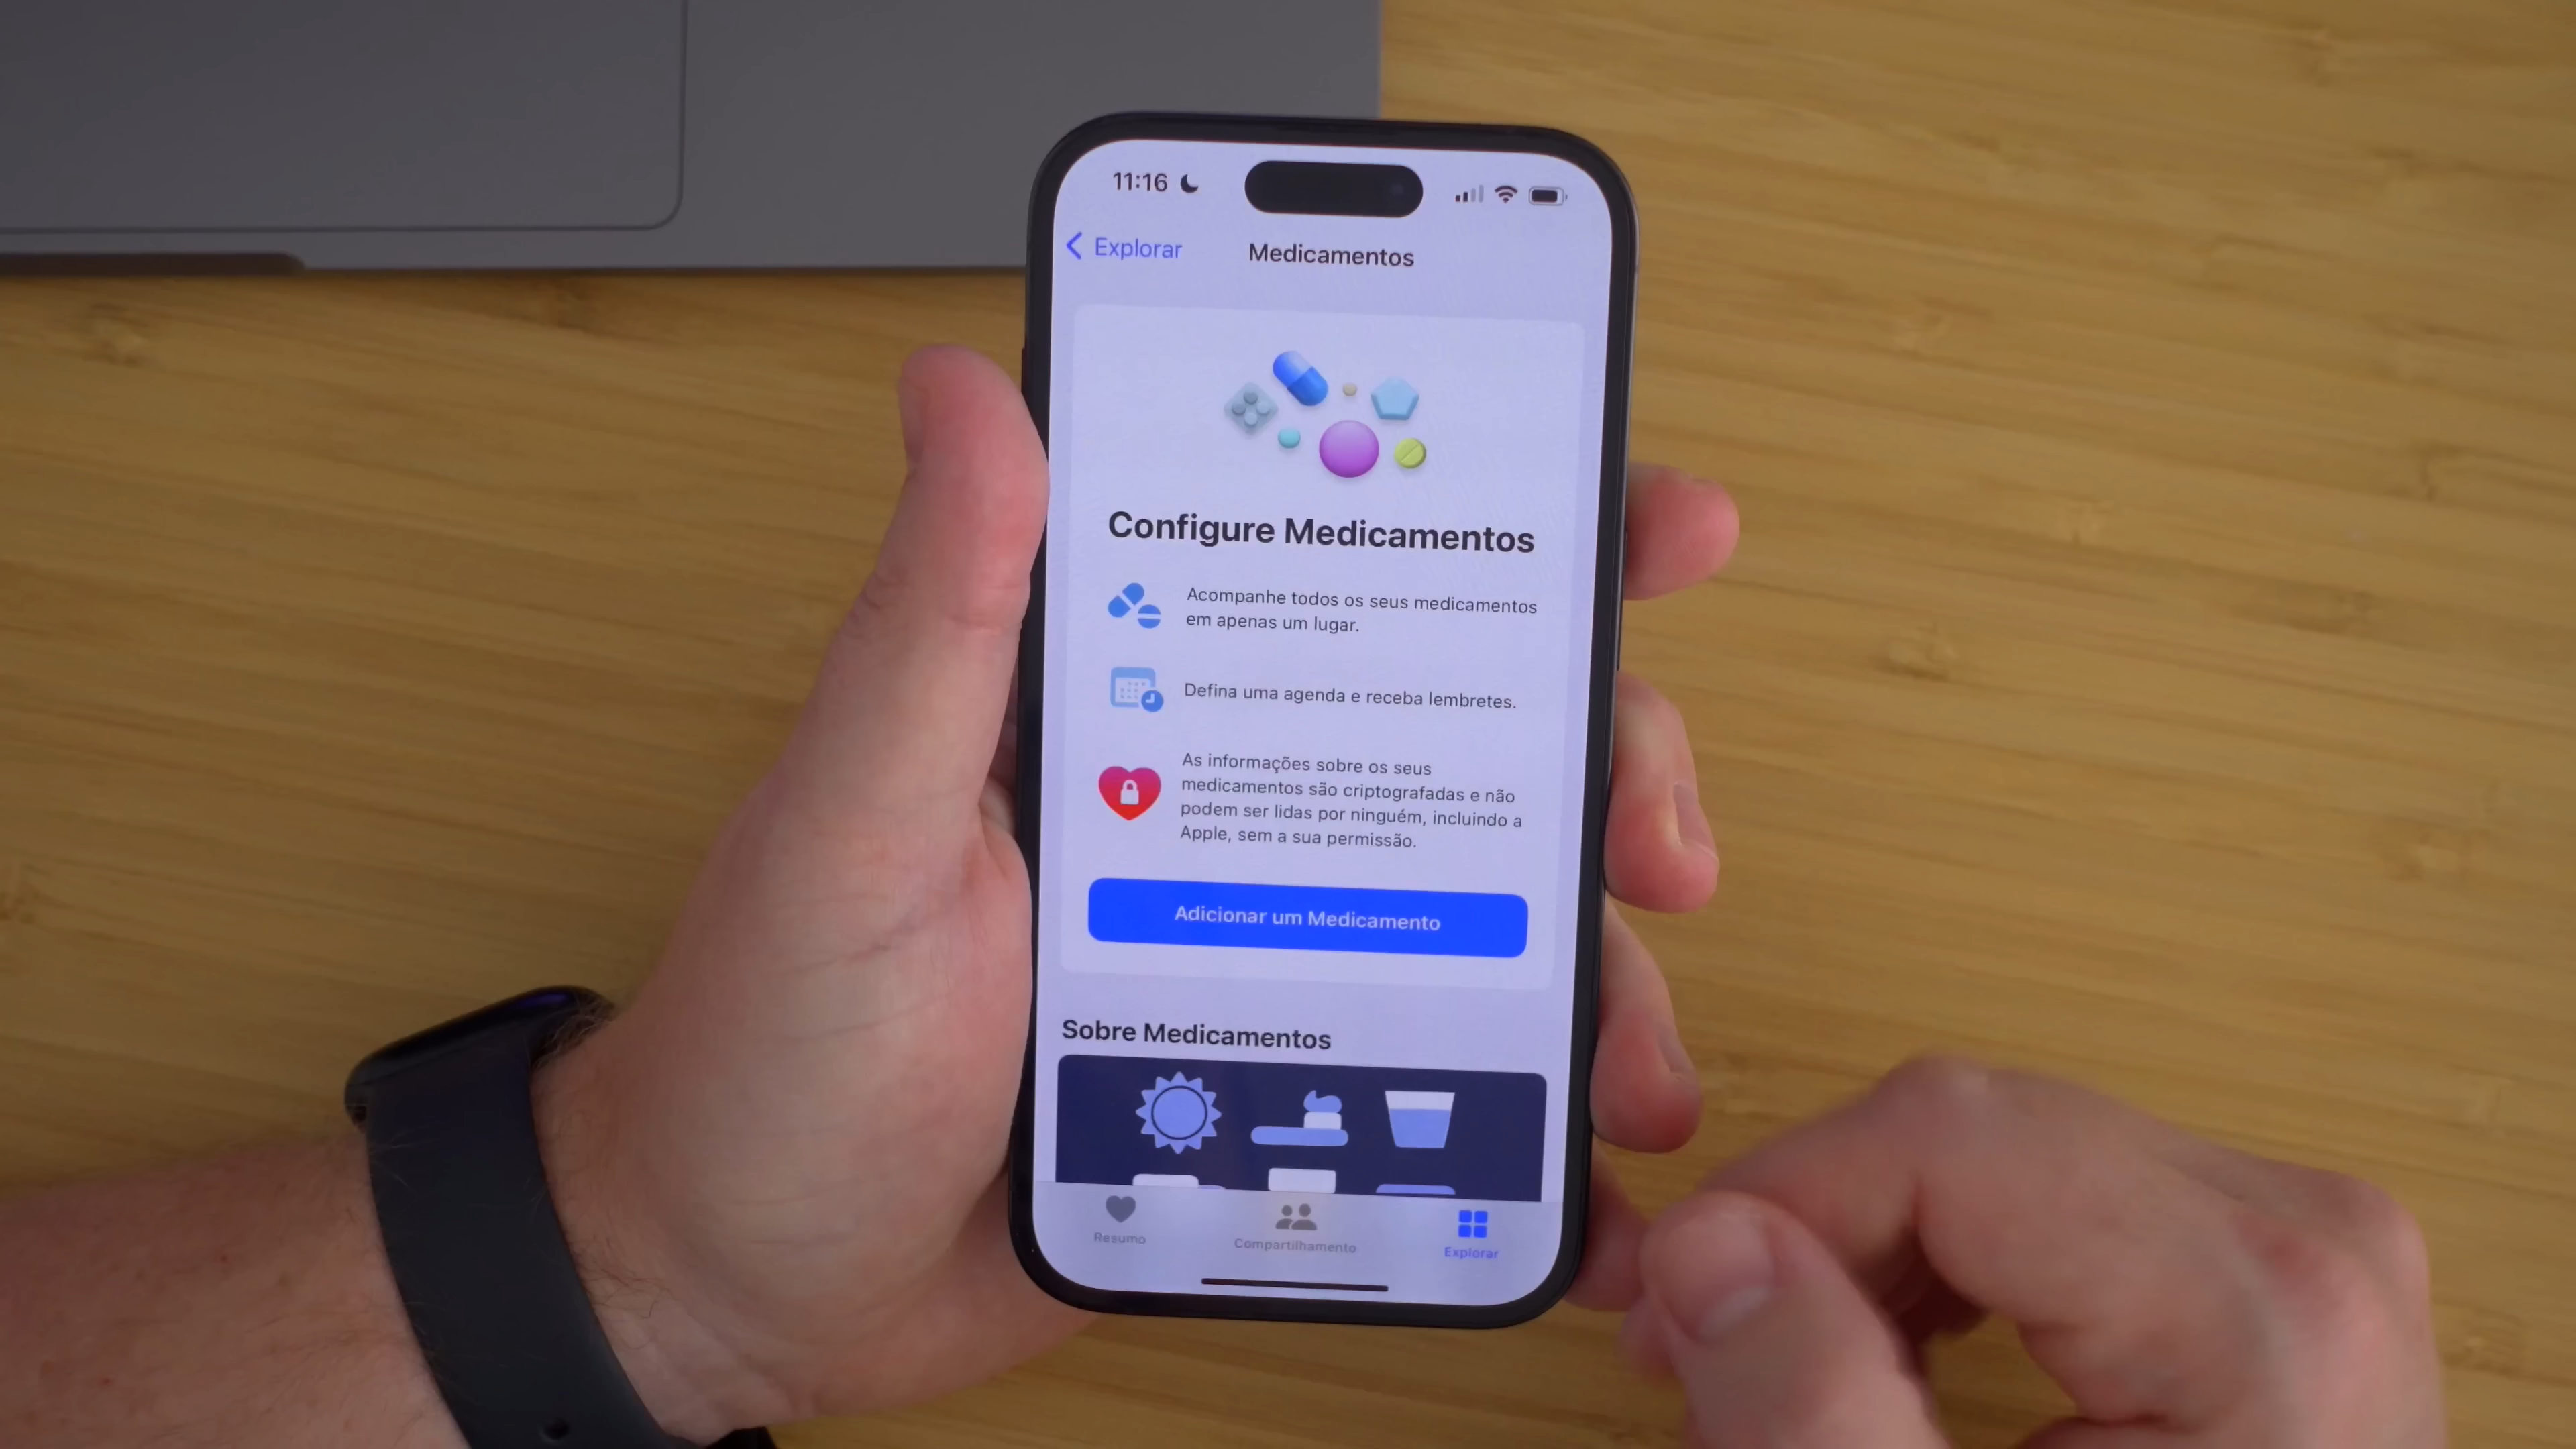 11:16
Explorar
Medicamentos
Configure Medicamentos
Acompanhe todos os seus medicamentos
em apenas um lugar.
Defina uma agenda e receba lembretes.
As informações sobre os seus
medicamentos são criptografadas e não
podem ser lidas por ninguém, incluindo a
Apple, sem a sua permissão.
Adicionar um Medicamento
Sobre Medicamentos
Resumo
Compartilhamento
Explorar